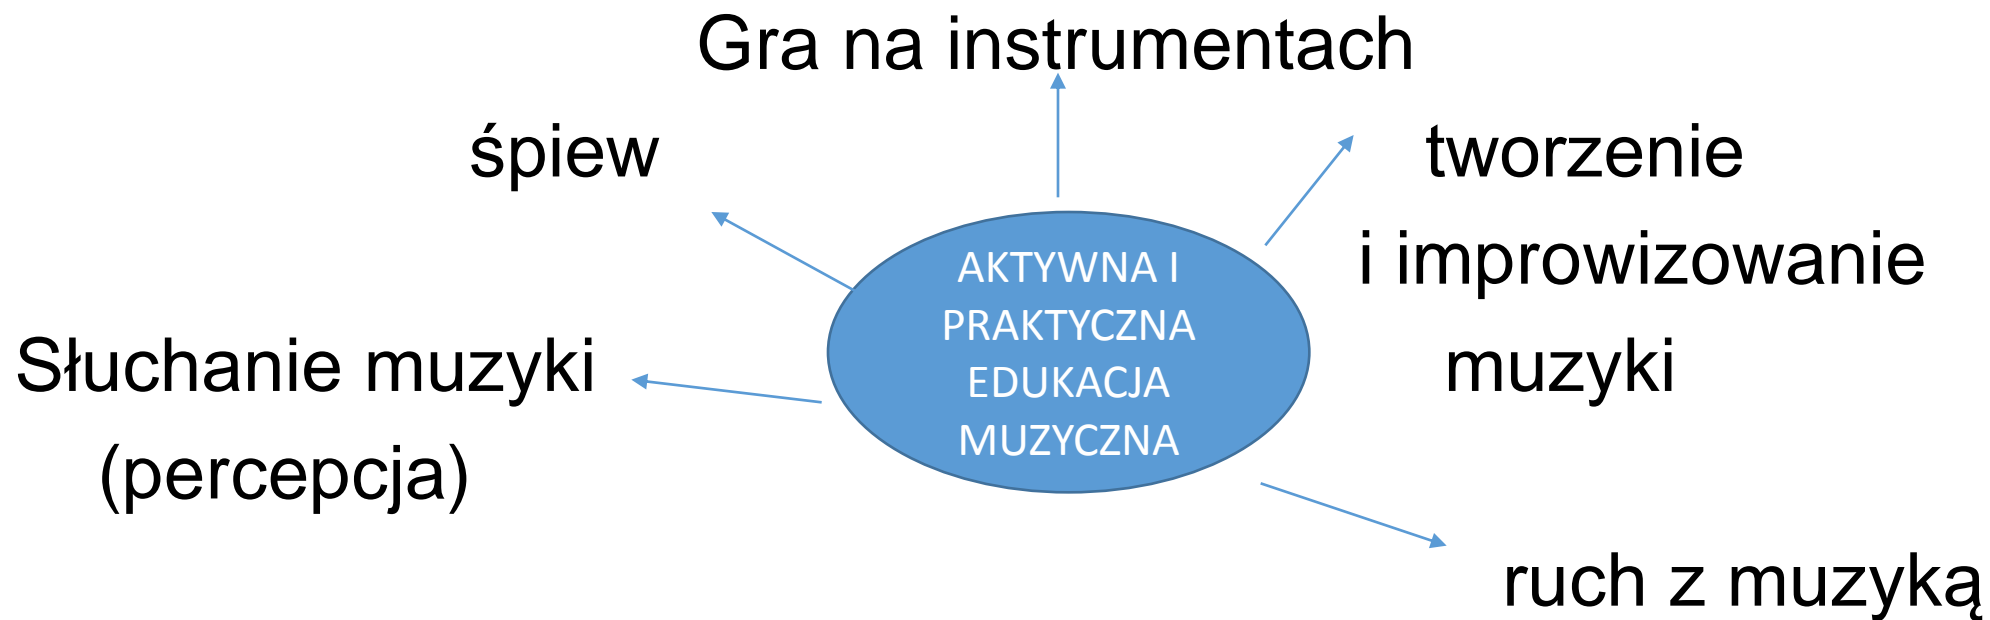 Gra na instrumentach
śpiew
tworzenie
i improwizowanie
muzyki
AKTYWNA I
PRAKTYCZNA
EDUKACJA
MUZYCZNA
Słuchanie muzyki
(percepcja)
ruch z muzyką